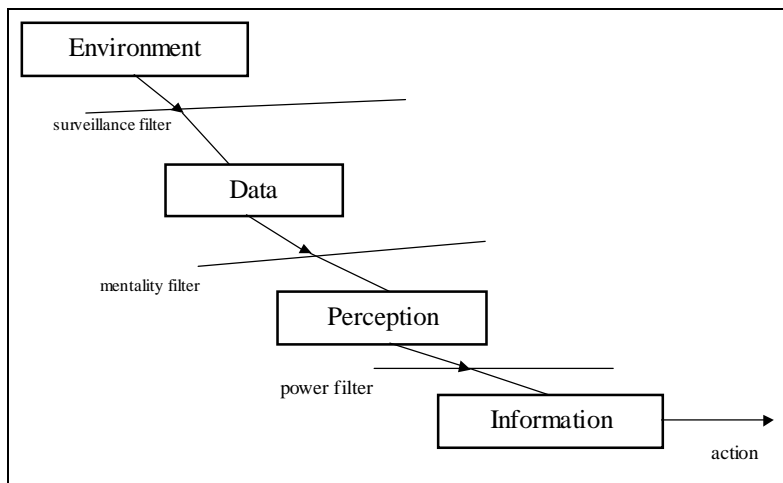 Environment
surveillance filter
Data
mentality filter
Perception
power filter
Information
action